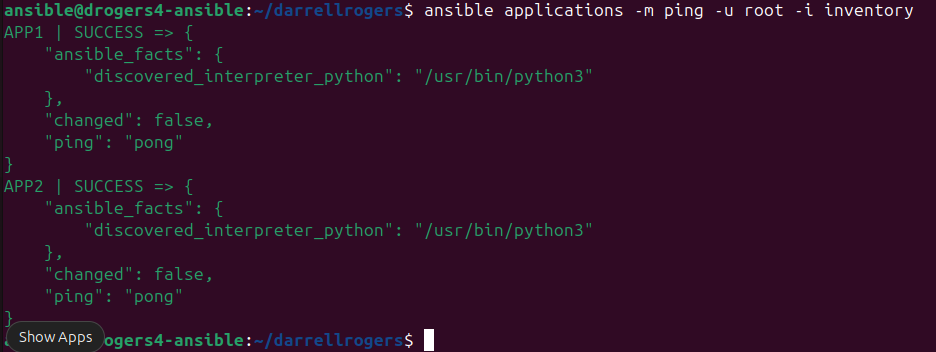 ansible@drogers4-ansible:~/darrellrogers$ ansible applications -m ping -u root -i inventory
APP1 | SUCCESS => {
    "ansible_facts": {
        "discovered_interpreter_python": "/usr/bin/python3"
    },
    "changed": false,
    "ping": "pong"
}
APP2 | SUCCESS => {
    "ansible_facts": {
        "discovered_interpreter_python": "/usr/bin/python3"
    },
    "changed": false,
    "ping": "pong"
}
Show Apps ogers4-ansible:~/darrellrogers$